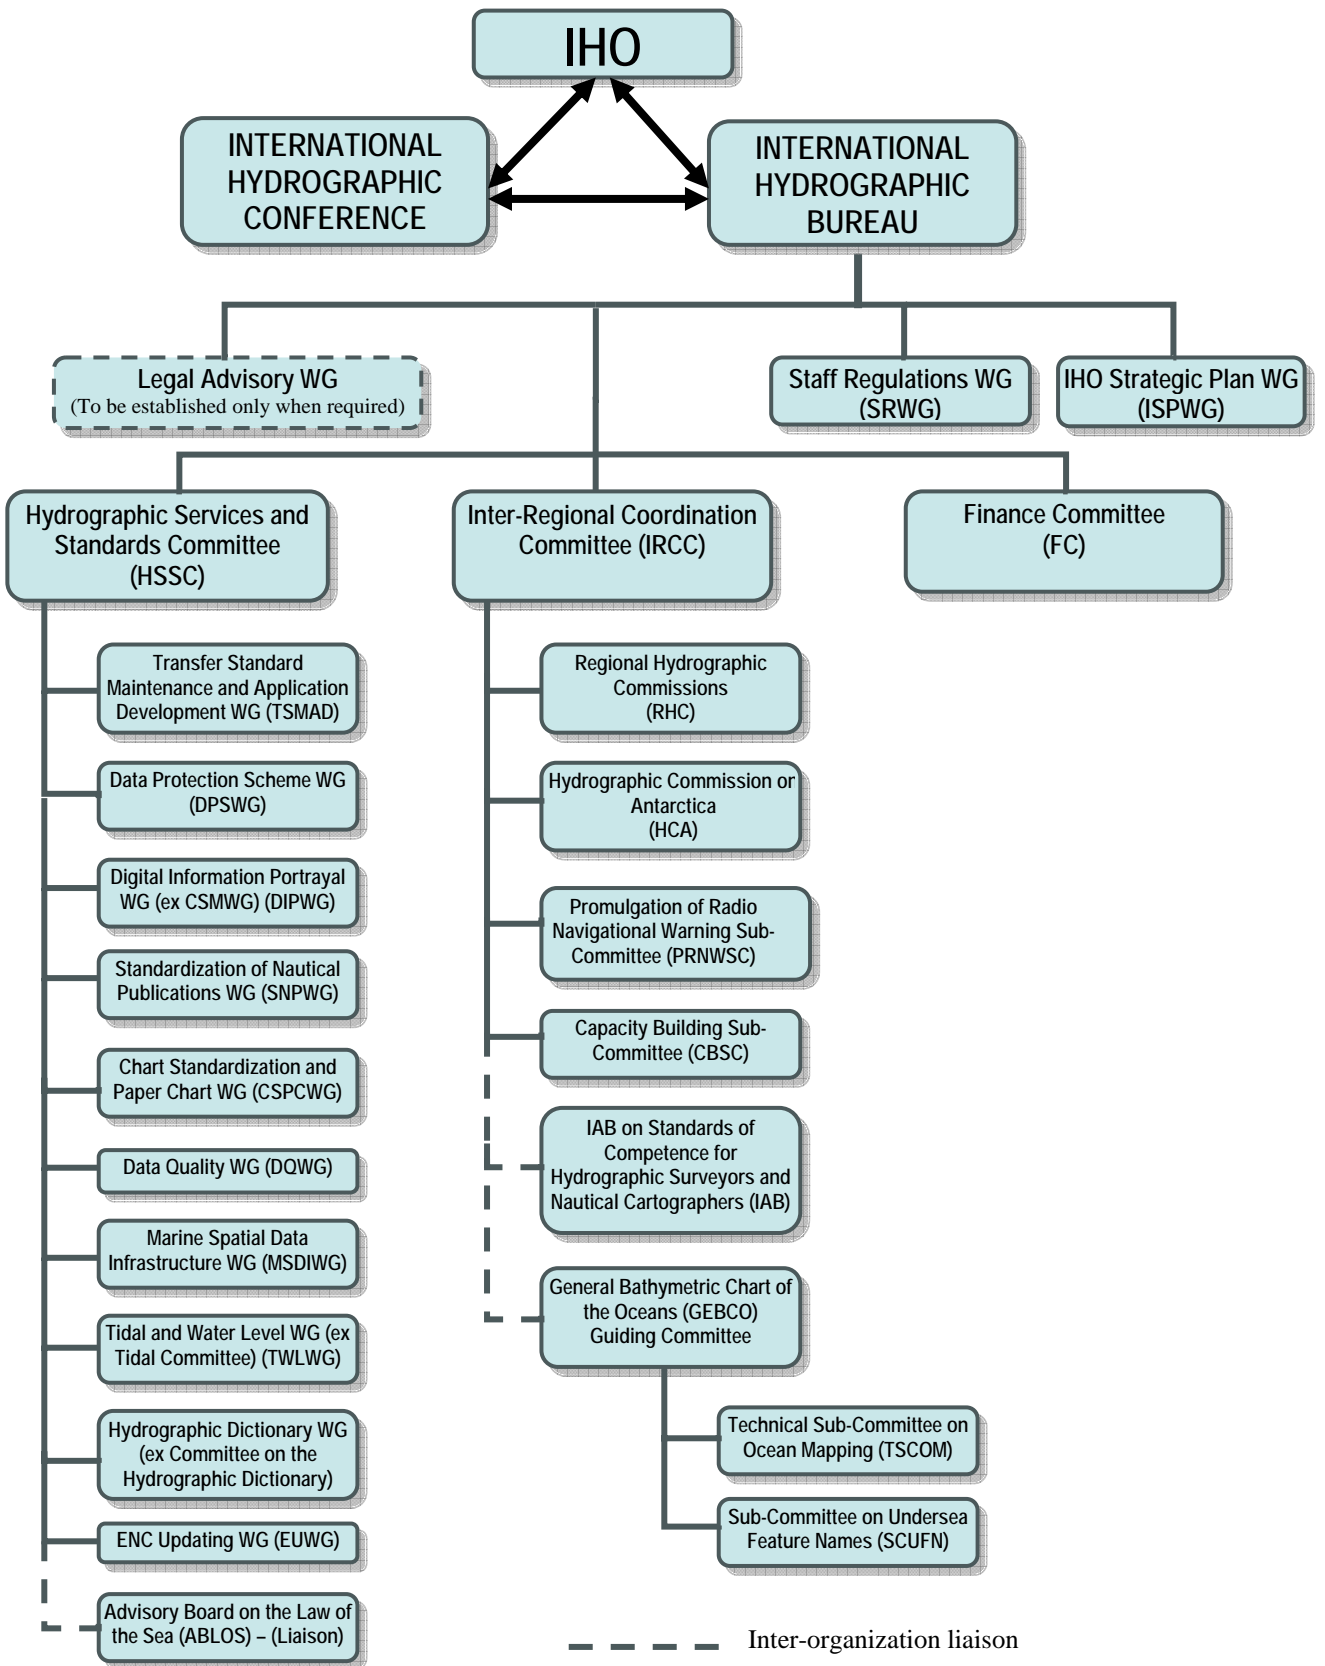 IHO
INTERNATIONAL
HYDROGRAPHIC
CONFERENCE
INTERNATIONAL
HYDROGRAPHIC
BUREAU
Legal Advisory WG
(To be established only when required)
Staff Regulations WG
(SRWG)
IHO Strategic Plan WG
(ISPWG)
Hydrographic Services and
Standards Committee
(HSSC)
Inter-Regional Coordination
Committee (IRCC)
Finance Committee
(FC)
Transfer Standard
Maintenance and Application
Development WG (TSMAD)
Data Protection Scheme WG
(DPSWG)
Digital Information Portrayal
WG (ex CSMWG) (DIPWG)
Standardization of Nautical
Publications WG (SNPWG)
Chart Standardization and
Paper Chart WG (CSPCWG)
Data Quality WG (DQWG)
Marine Spatial Data
Infrastructure WG (MSDIWG)
Tidal and Water Level WG (ex
Tidal Committee) (TWLWG)
Hydrographic Dictionary WG
(ex Committee on the
Hydrographic Dictionary)
ENC Updating WG (EUWG)
Advisory Board on the Law of
the Sea (ABLOS) – (Liaison)
Regional Hydrographic
Commissions
(RHC)
Hydrographic Commission on
Antarctica
(HCA)
Promulgation of Radio
Navigational Warning Sub-
Committee (PRNWSC)
Capacity Building Sub-
Committee (CBSC)
IAB on Standards of
Competence for
Hydrographic Surveyors and
Nautical Cartographers (IAB)
General Bathymetric Chart of
the Oceans (GEBCO)
Guiding Committee
Technical Sub-Committee on
Ocean Mapping (TSCOM)
Sub-Committee on Undersea
Feature Names (SCUFN)
Inter-organization liaison